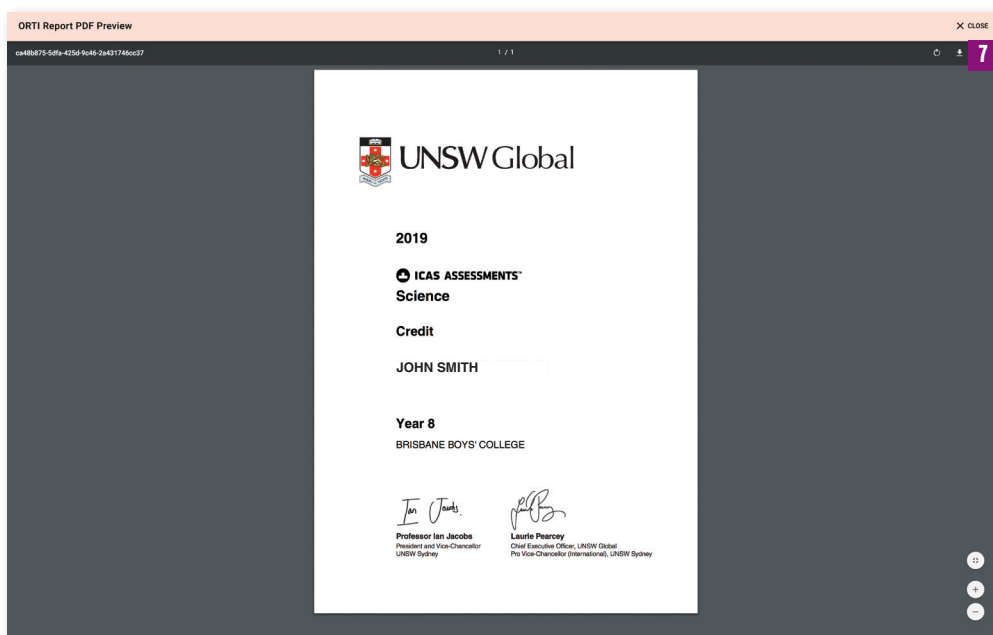 ORTI Report PDF Preview
CLOSE
ca48b875-5dfa-425d-9c46-2a431746cc37
1 / 1
7
UNSW Global
2019
ICAS ASSESSMENTS™
Science
Credit
JOHN SMITH
Year 8
BRISBANE BOYS' COLLEGE
Ian Jacobs
Professor Ian Jacobs
President and Vice-Chancellor
UNSW Sydney
Laurie Pearcey
Chief Executive Officer, UNSW Global
Pro Vice-Chancellor (International), UNSW Sydney